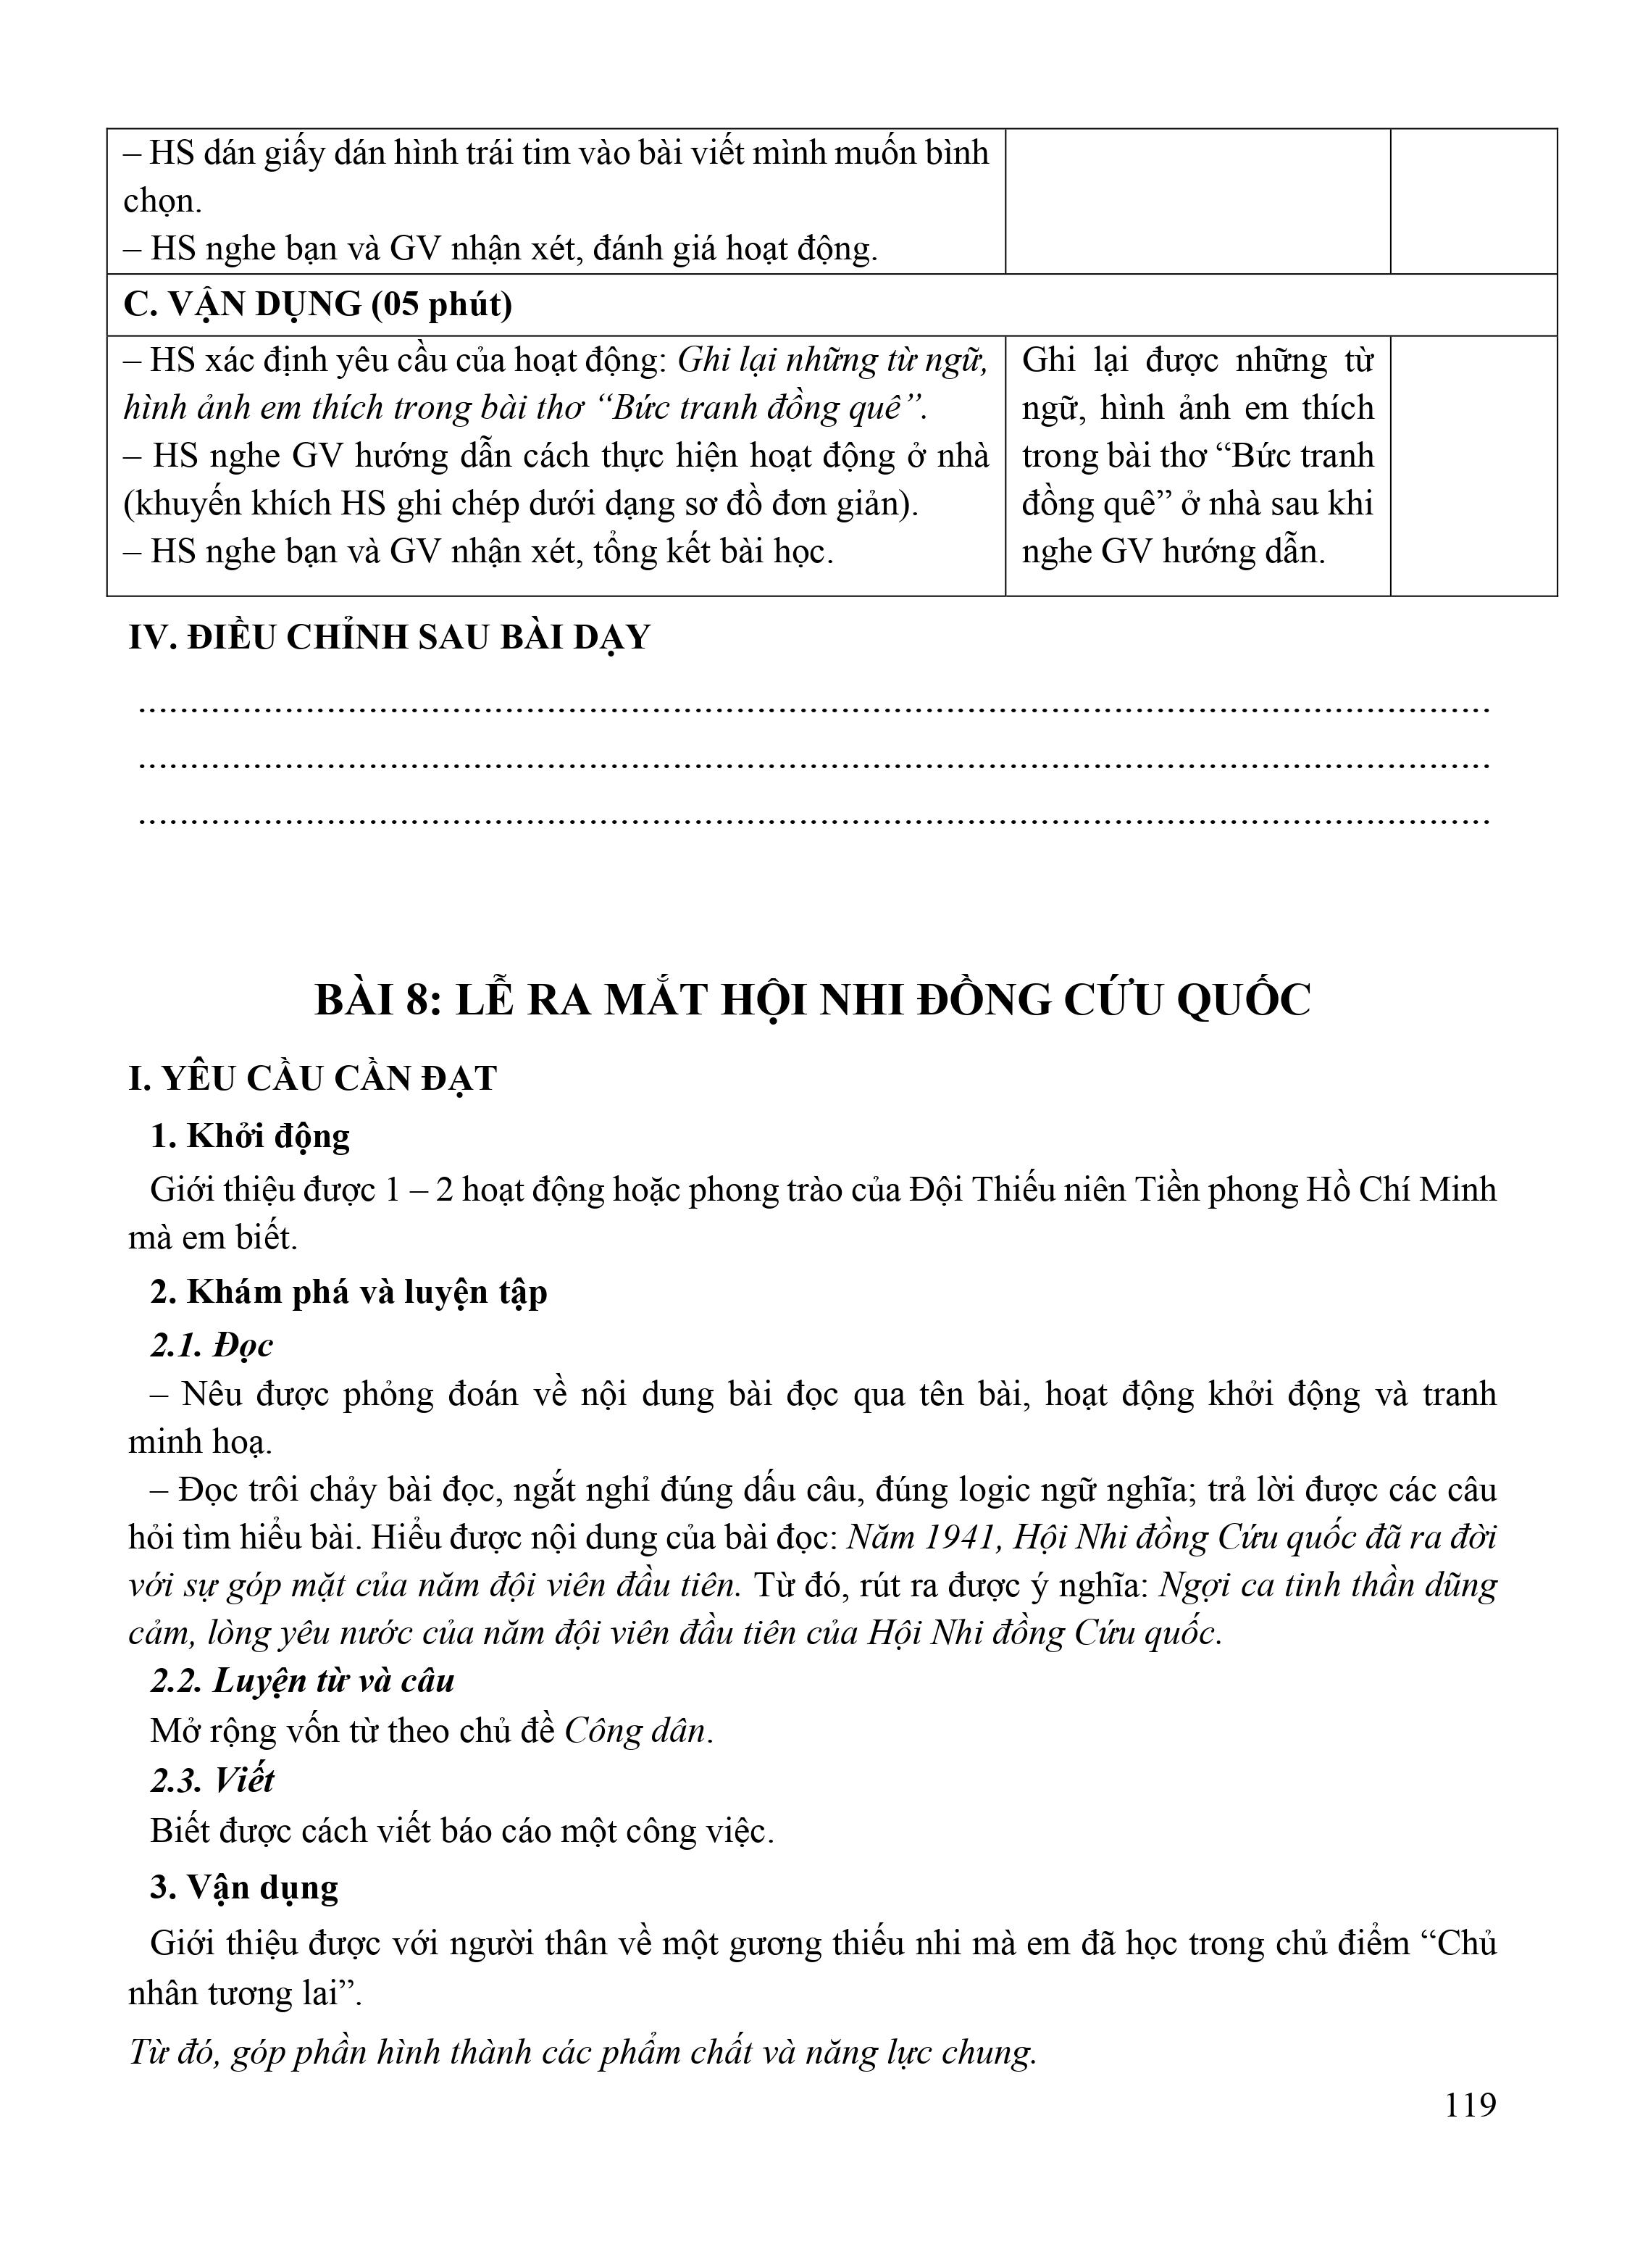 – HS dán giấy dán hình trái tim vào bài viết mình muốn bình
chọn.
– HS nghe bạn và GV nhận xét, đánh giá hoạt động.
C. VẬN DỤNG (05 phút)
– HS xác định yêu cầu của hoạt động: Ghi lại những từ ngữ,
hình ảnh em thích trong bài thơ “Bức tranh đồng quê”.
– HS nghe GV hướng dẫn cách thực hiện hoạt động ở nhà
(khuyến khích HS ghi chép dưới dạng sơ đồ đơn giản).
– HS nghe bạn và GV nhận xét, tổng kết bài học.
Ghi lại được những từ
ngữ, hình ảnh em thích
trong bài thơ “Bức tranh
đồng quê” ở nhà sau khi
nghe GV hướng dẫn.
IV. ĐIỀU CHỈNH SAU BÀI DẠY
........................................................................................................
........................................................................................................
........................................................................................................
BÀI 8: LỄ RA MẮT HỘI NHI ĐỒNG CỨU QUỐC
I. YÊU CẦU CẦN ĐẠT
1. Khởi động
Giới thiệu được 1 – 2 hoạt động hoặc phong trào của Đội Thiếu niên Tiền phong Hồ Chí Minh
mà em biết.
2. Khám phá và luyện tập
2.1. Đọc
– Nêu được phỏng đoán về nội dung bài đọc qua tên bài, hoạt động khởi động và tranh
minh hoạ.
– Đọc trôi chảy bài đọc, ngắt nghỉ đúng dấu câu, đúng logic ngữ nghĩa; trả lời được các câu
hỏi tìm hiểu bài. Hiểu được nội dung của bài đọc: Năm 1941, Hội Nhi đồng Cứu quốc đã ra đời
với sự góp mặt của năm đội viên đầu tiên. Từ đó, rút ra được ý nghĩa: Ngợi ca tinh thần dũng
cảm, lòng yêu nước của năm đội viên đầu tiên của Hội Nhi đồng Cứu quốc.
2.2. Luyện từ và câu
Mở rộng vốn từ theo chủ đề Công dân.
2.3. Viết
Biết được cách viết báo cáo một công việc.
3. Vận dụng
Giới thiệu được với người thân về một gương thiếu nhi mà em đã học trong chủ điểm “Chủ
nhân tương lai”.
Từ đó, góp phần hình thành các phẩm chất và năng lực chung.
119